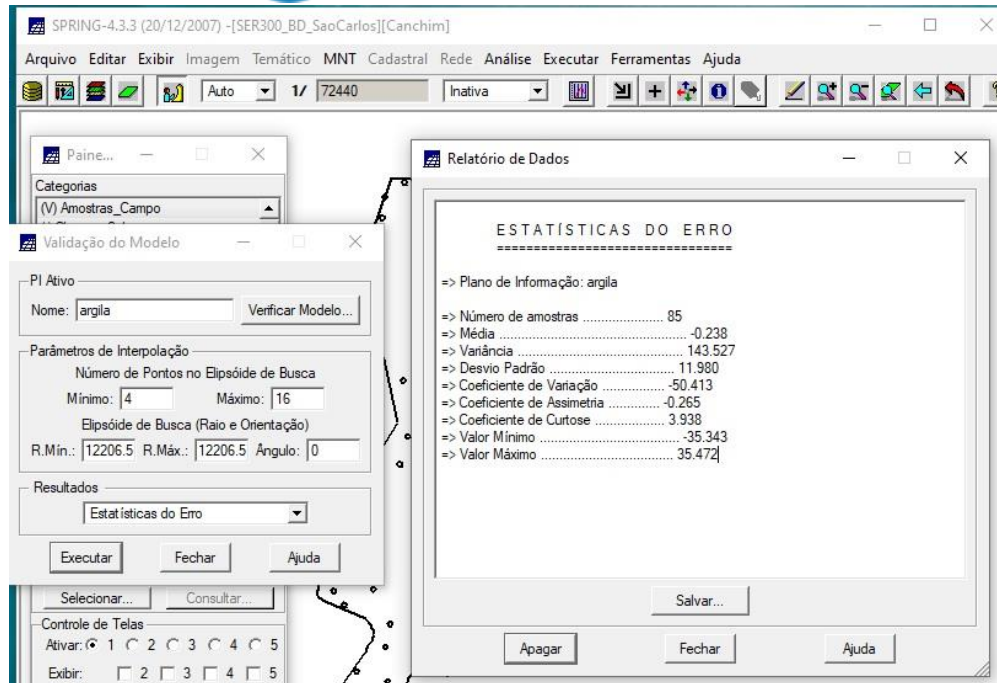 SPRING-4.3.3 (20/12/2007) -[SER300_BD_SaoCarlos][Canchim]
Arquivo Editar Exibir Imagem Temático MNT Cadastral Rede Análise Executar Ferramentas Ajuda
Auto 1/ 72440 Inativa
Paine...
Categorias
(V) Amostras_Campo
Validação do Modelo
PI Ativo
Nome: argila Verificar Modelo...
Parâmetros de Interpolação
Número de Pontos no Elipsóide de Busca
Mínimo: 4 Máximo: 16
Elipsóide de Busca (Raio e Orientação)
R.Mín.: 12206.5 R.Máx.: 12206.5 Ângulo: 0
Resultados
Estatísticas do Erro
Executar Fechar Ajuda
Selecionar... Consultar...
Controle de Telas
Ativar: 1 2 3 4 5
Exibir: 2 3 4 5
Relatório de Dados
ESTATÍSTICAS DO ERRO
================================
=> Plano de Informação: argila
=> Número de amostras ...................... 85
=> Média ................................................... -0.238
=> Variância ............................................. 143.527
=> Desvio Padrão .................................. 11.980
=> Coeficiente de Variação ................. -50.413
=> Coeficiente de Assimetria .............. -0.265
=> Coeficiente de Curtose ................... 3.938
=> Valor Mínimo ...................................... -35.343
=> Valor Máximo .................................... 35.472
Salvar...
Apagar Fechar Ajuda